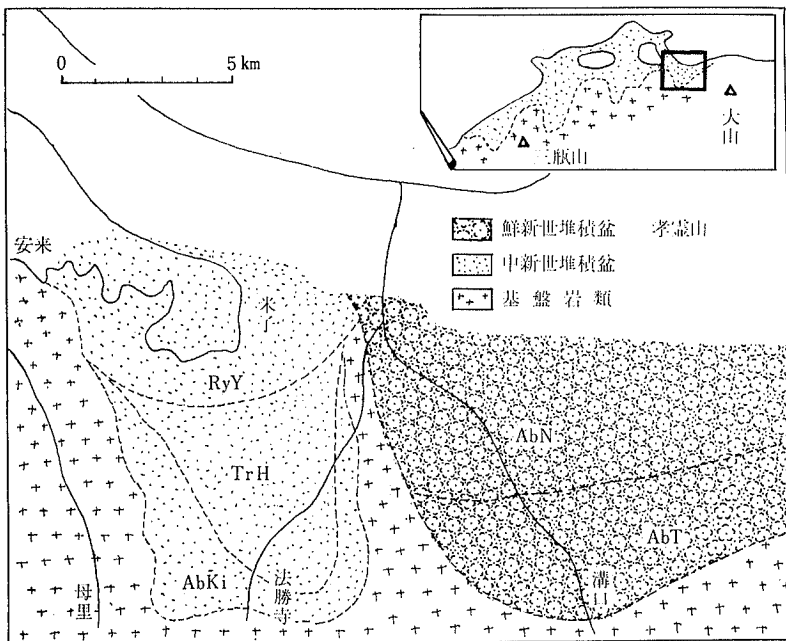 0 5 km
大山
三瓶山
鮮新世堆積盆 孝霊山
中新世堆積盆
基盤岩類
安来
米子
RyY
AbN
TrH
AbT
AbKi
法勝寺
溝口
母里